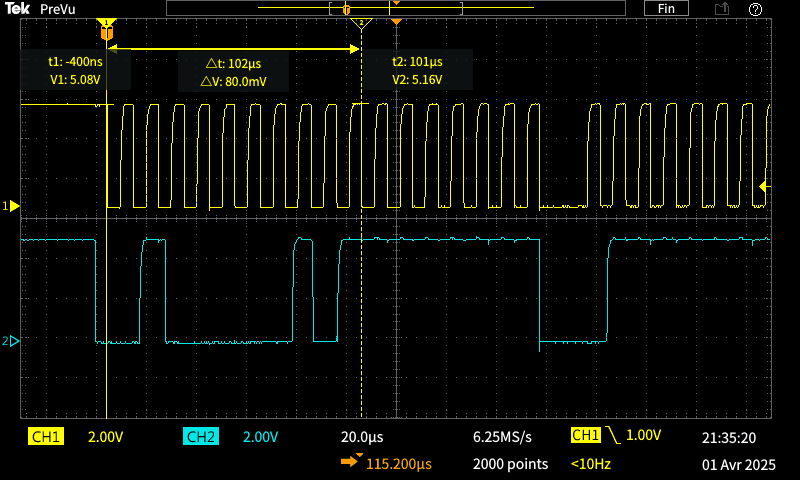 Tek PreVu Fin
t1: -400ns
V1: 5.08V
△t: 102µs
△V: 80.0mV
t2: 101µs
V2: 5.16V
1
2
T
1
2
CH1 2.00V CH2 2.00V 20.0µs 6.25MS/s CH1 1.00V 21:35:20
115.200µs 2000 points <10Hz 01 Avr 2025